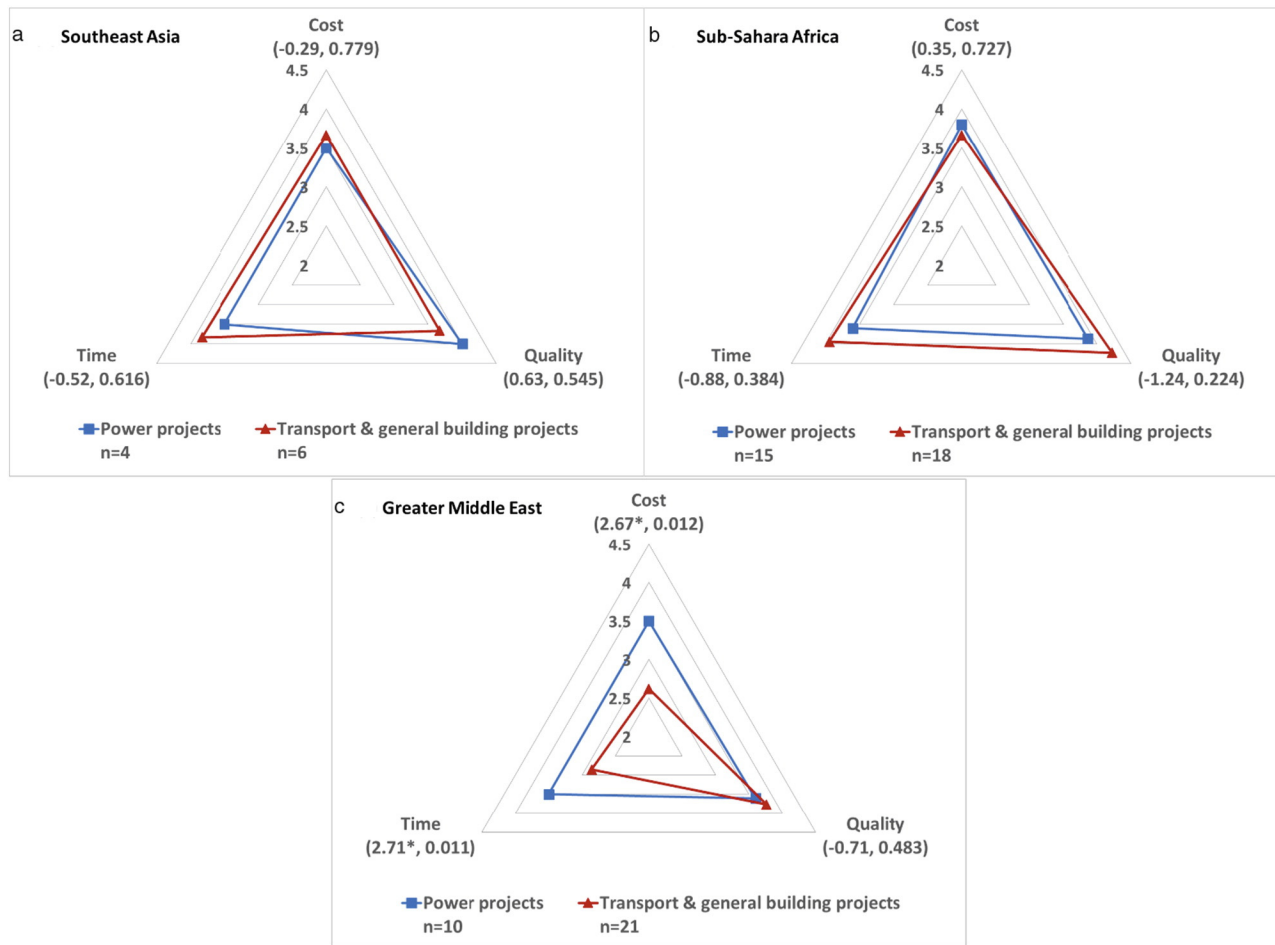 a Southeast Asia
Cost
(-0.29, 0.779)
4.5
4
3.5
3
2.5
2
Time
(-0.52, 0.616)
Quality
(0.63, 0.545)
Power projects
n=4
Transport & general building projects
n=6
b Sub-Sahara Africa
Cost
(0.35, 0.727)
4.5
4
3.5
3
2.5
2
Time
(-0.88, 0.384)
Quality
(-1.24, 0.224)
Power projects
n=15
Transport & general building projects
n=18
c Greater Middle East
Cost
(2.67*, 0.012)
4.5
4
3.5
3
2.5
2
Time
(2.71*, 0.011)
Quality
(-0.71, 0.483)
Power projects
n=10
Transport & general building projects
n=21